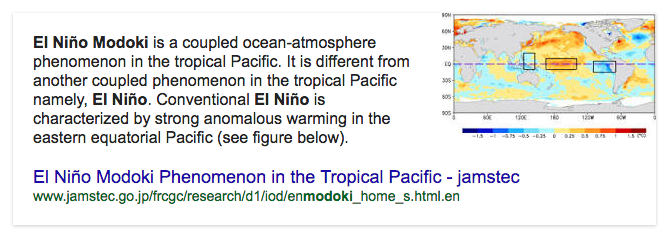 El Niño Modoki is a coupled ocean-atmosphere
phenomenon in the tropical Pacific. It is different from
another coupled phenomenon in the tropical Pacific
namely, El Niño. Conventional El Niño is
characterized by strong anomalous warming in the
eastern equatorial Pacific (see figure below).
El Niño Modoki Phenomenon in the Tropical Pacific - jamstec
www.jamstec.go.jp/frcgc/research/d1/iod/enmodoki_home_s.html.en
90N
60N
30N
EQ
30S
60S
90S
0 60E 120E 180 120W 60W 0
-1.5 -1 -0.75 -0.5 -0.25 0 0.25 0.5 0.75 1 1.5